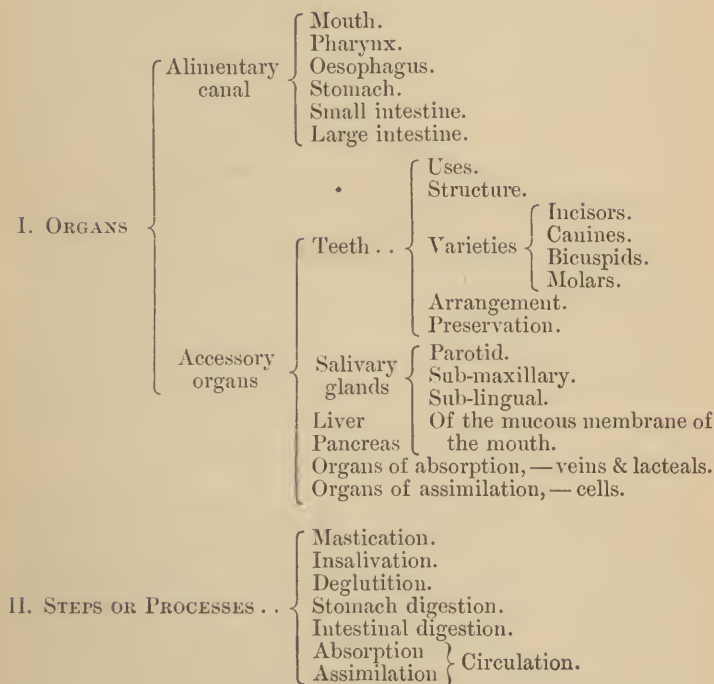 Mouth.
Pharynx.
Alimentary canal
Oesophagus.
Stomach.
Small intestine.
Large intestine.
I. ORGANS
Uses.
Structure.
Teeth . .
Varieties
Incisors.
Canines.
Bicuspids.
Molars.
Arrangement.
Preservation.
Accessory organs
Salivary glands
Parotid.
Sub-maxillary.
Sub-lingual.
Of the mucous membrane of
the mouth.
Liver
Pancreas
Organs of absorption, — veins & lacteals.
Organs of assimilation, — cells.
II. STEPS OR PROCESSES . .
Mastication.
Insalivation.
Deglutition.
Stomach digestion.
Intestinal digestion.
Absorption
Assimilation
Circulation.